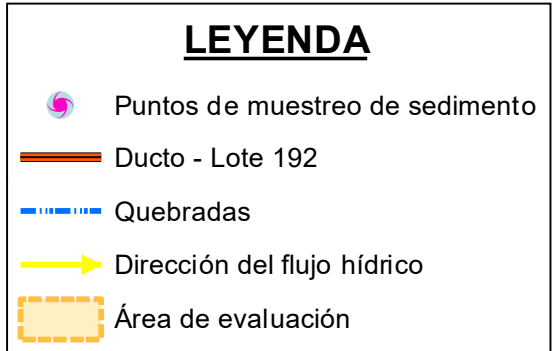 LEYENDA
Puntos de muestreo de sedimento
Ducto - Lote 192
Quebradas
Dirección del flujo hídrico
Área de evaluación